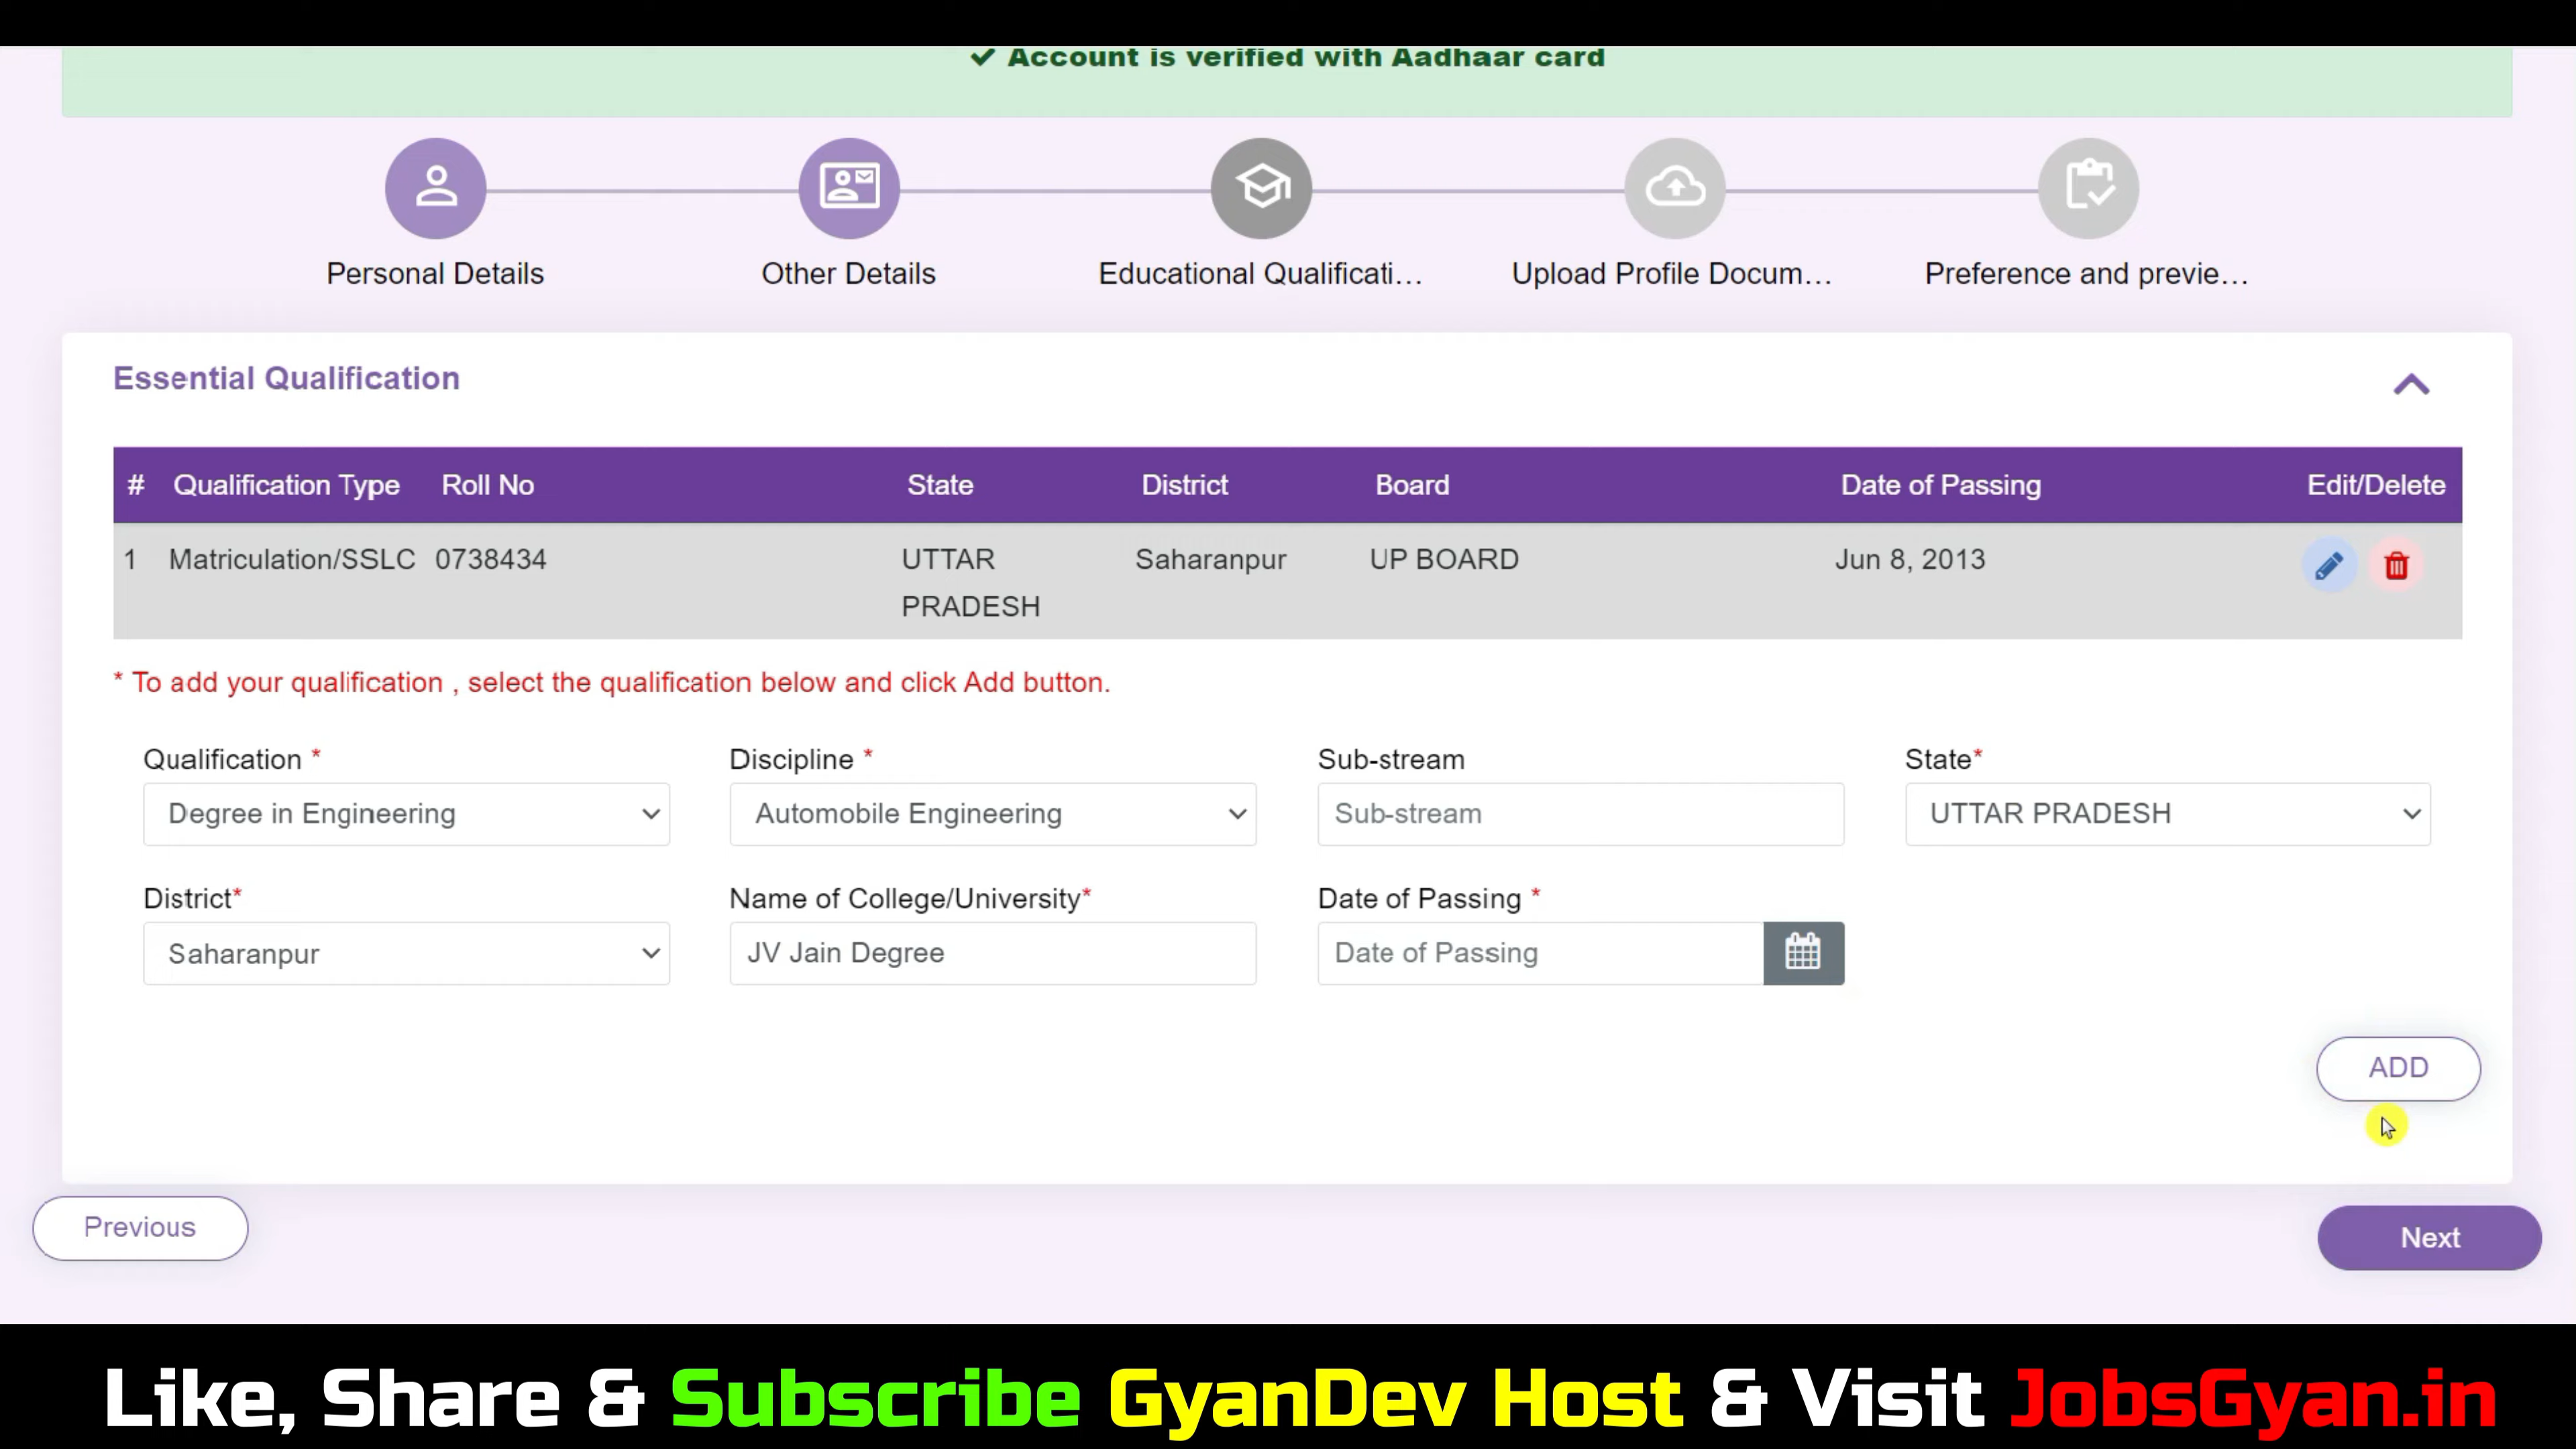 ✔ Account is verified with Aadhaar card
Personal Details
Other Details
Educational Qualificati...
Upload Profile Docum...
Preference and previe...
Essential Qualification
# Qualification Type Roll No State District Board Date of Passing Edit/Delete
1 Matriculation/SSLC 0738434 UTTAR Saharanpur UP BOARD Jun 8, 2013
PRADESH
* To add your qualification , select the qualification below and click Add button.
Qualification * Discipline * Sub-stream State*
Degree in Engineering Automobile Engineering Sub-stream UTTAR PRADESH
District* Name of College/University* Date of Passing *
Saharanpur JV Jain Degree Date of Passing
ADD
Previous Next
Like, Share & Subscribe GyanDev Host & Visit JobsGyan.in